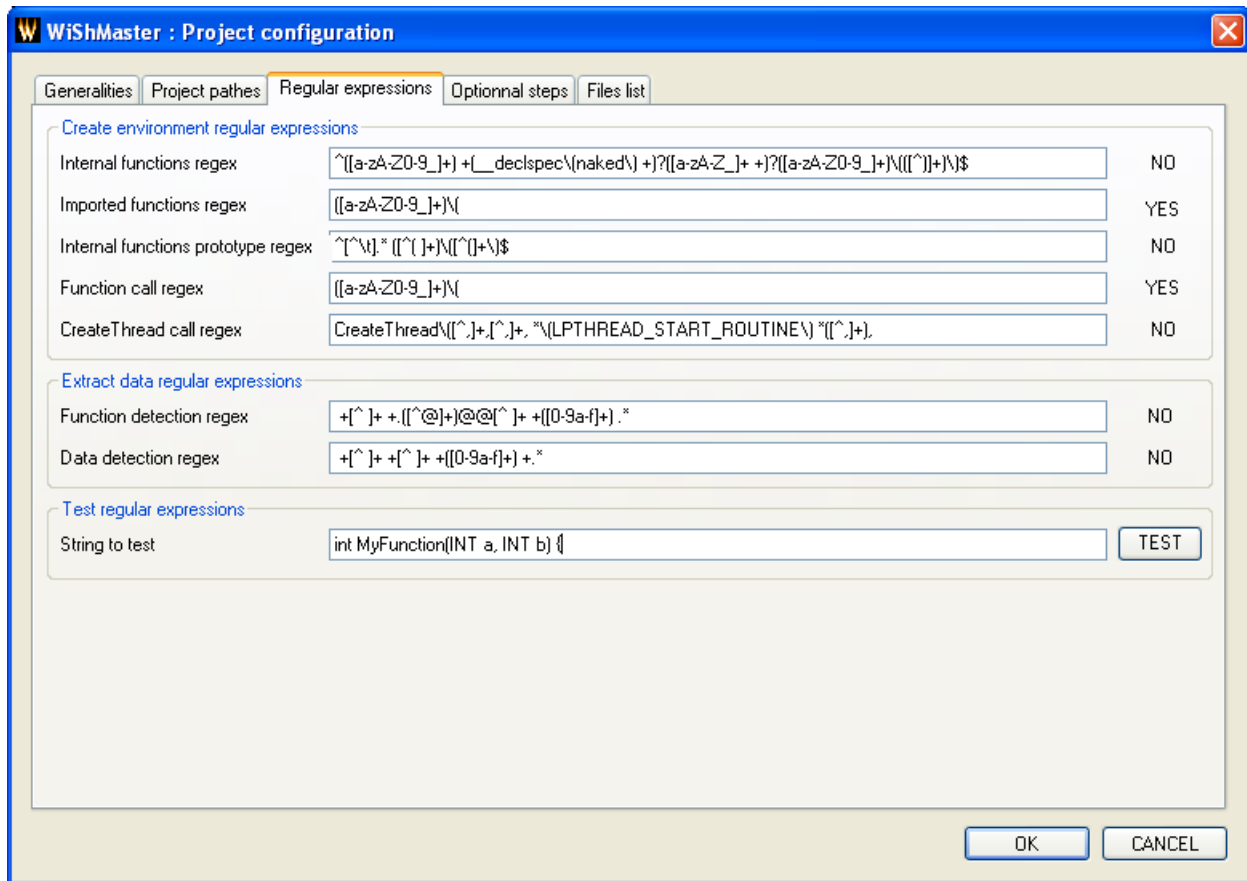 WiShMaster : Project configuration
Generalities Project pathes Regular expressions Optionnal steps Files list
Create environment regular expressions
Internal functions regex ^([a-zA-Z0-9_]+) +(__declspec\(naked\) +)?([a-zA-Z_]+ +)?([a-zA-Z0-9_]+)\(([^)]+)\)$ NO
Imported functions regex ([a-zA-Z0-9_]+)\( YES
Internal functions prototype regex ^[^\t].* ([^( ]+)\([^(]+\)$ NO
Function call regex ([a-zA-Z0-9_]+)\( YES
CreateThread call regex CreateThread\([^,]+,[^,]+, *\(LPTHREAD_START_ROUTINE\) *([^,]+), NO
Extract data regular expressions
Function detection regex +[^ ]+ +.([^@]+)@@[^ ]+ +([0-9a-f]+) .* NO
Data detection regex +[^ ]+ +[^ ]+ +([0-9a-f]+) +.* NO
Test regular expressions
String to test int MyFunction(INT a, INT b) { TEST
OK CANCEL